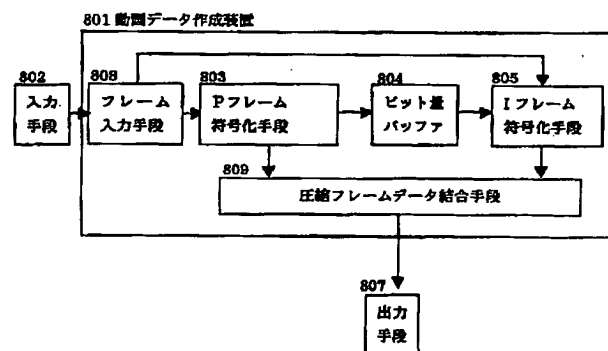 801 動画データ作成装置
802
入力
手段
808
フレーム
入力手段
803
Pフレーム
符号化手段
804
ビット量
バッファ
805
Iフレーム
符号化手段
809
圧縮フレームデータ結合手段
807
出力
手段